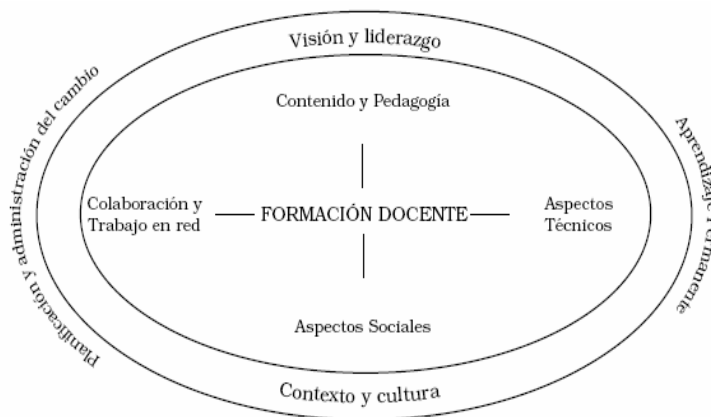 Visión y liderazgo
Planificación y administración del cambio
Contenido y Pedagogía
Aprendizaje Permanente
Colaboración y
Trabajo en red
FORMACIÓN DOCENTE
Aspectos
Técnicos
Aspectos Sociales
Contexto y cultura